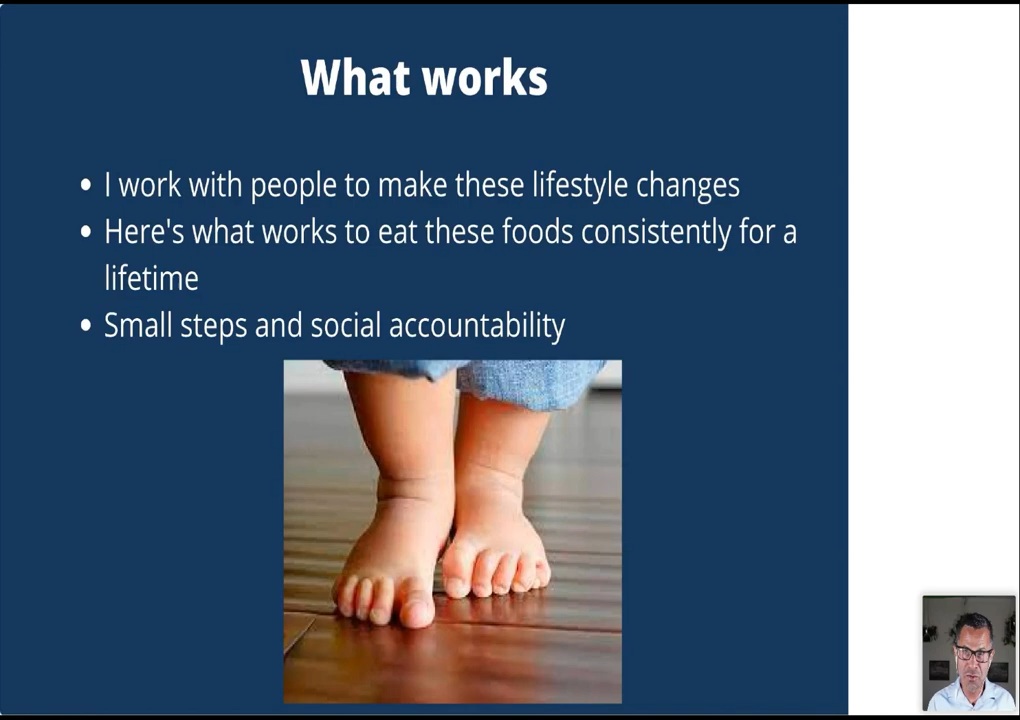 What works
• I work with people to make these lifestyle changes
• Here's what works to eat these foods consistently for a
lifetime
• Small steps and social accountability